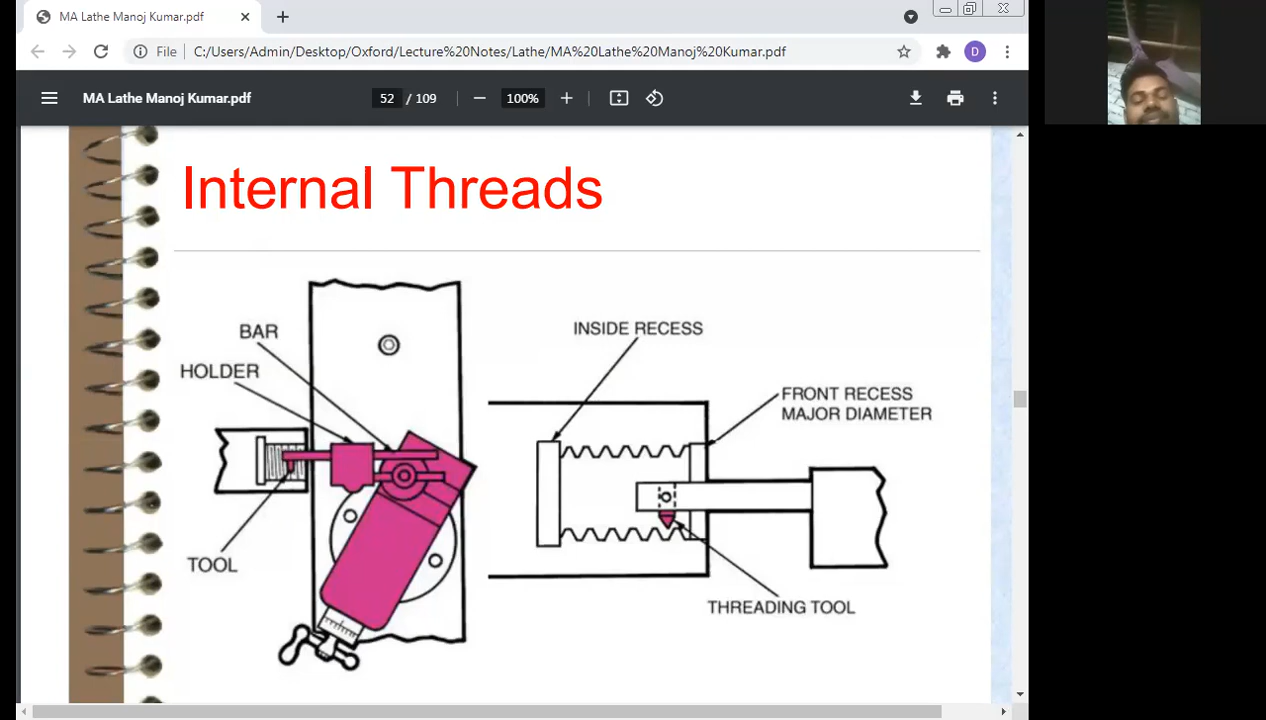 MA Lathe Manoj Kumar.pdf
File C:/Users/Admin/Desktop/Oxford/Lecture%20Notes/Lathe/MA%20Lathe%20Manoj%20Kumar.pdf
D
MA Lathe Manoj Kumar.pdf
52 / 109
100%
Internal Threads
BAR
HOLDER
TOOL
INSIDE RECESS
FRONT RECESS
MAJOR DIAMETER
THREADING TOOL